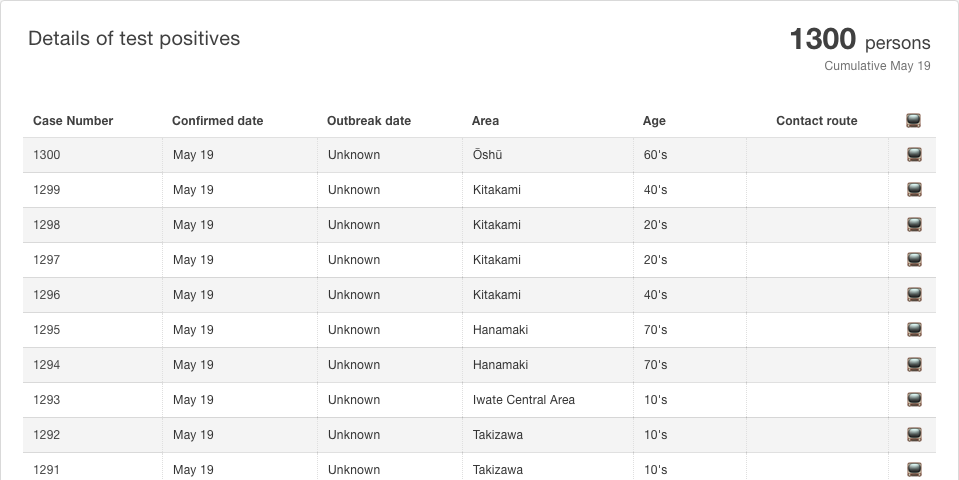 Details of test positives
1300 persons
Cumulative May 19
Case Number Confirmed date Outbreak date Area Age Contact route
1300 May 19 Unknown Ōshū 60's
1299 May 19 Unknown Kitakami 40's
1298 May 19 Unknown Kitakami 20's
1297 May 19 Unknown Kitakami 20's
1296 May 19 Unknown Kitakami 40's
1295 May 19 Unknown Hanamaki 70's
1294 May 19 Unknown Hanamaki 70's
1293 May 19 Unknown Iwate Central Area 10's
1292 May 19 Unknown Takizawa 10's
1291 May 19 Unknown Takizawa 10's